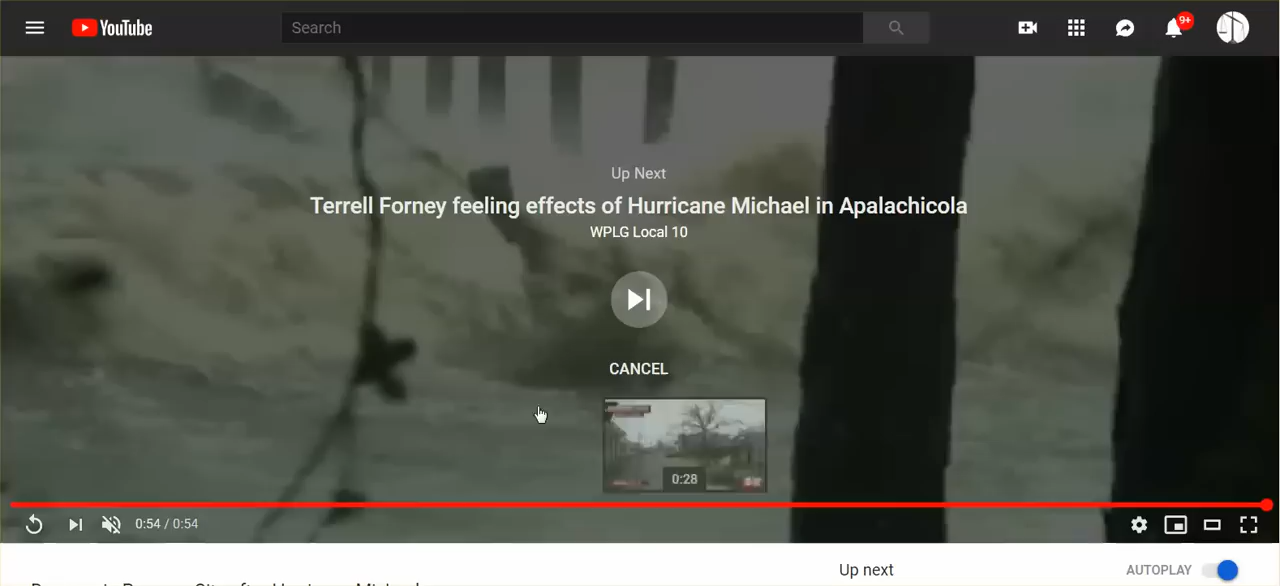 YouTube
Search
9+
Up Next
Terrell Forney feeling effects of Hurricane Michael in Apalachicola
WPLG Local 10
CANCEL
0:28
0:54 / 0:54
Up next
AUTOPLAY